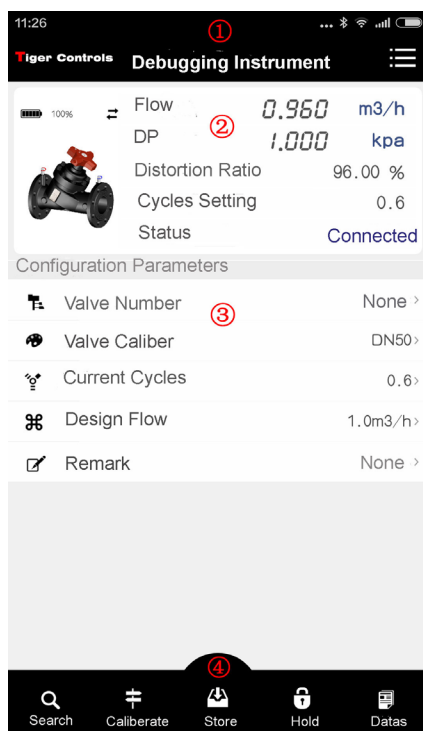 11:26
①
Tiger Controls Debugging Instrument
100%
Flow 0.960 m3/h
②
DP 1.000 kpa
Distortion Ratio 96.00 %
Cycles Setting 0.6
Status Connected
Configuration Parameters
Valve Number None >
③
Valve Caliber DN50>
Current Cycles 0.6>
Design Flow 1.0m3/h>
Remark None >
④
Search Caliberate Store Hold Datas